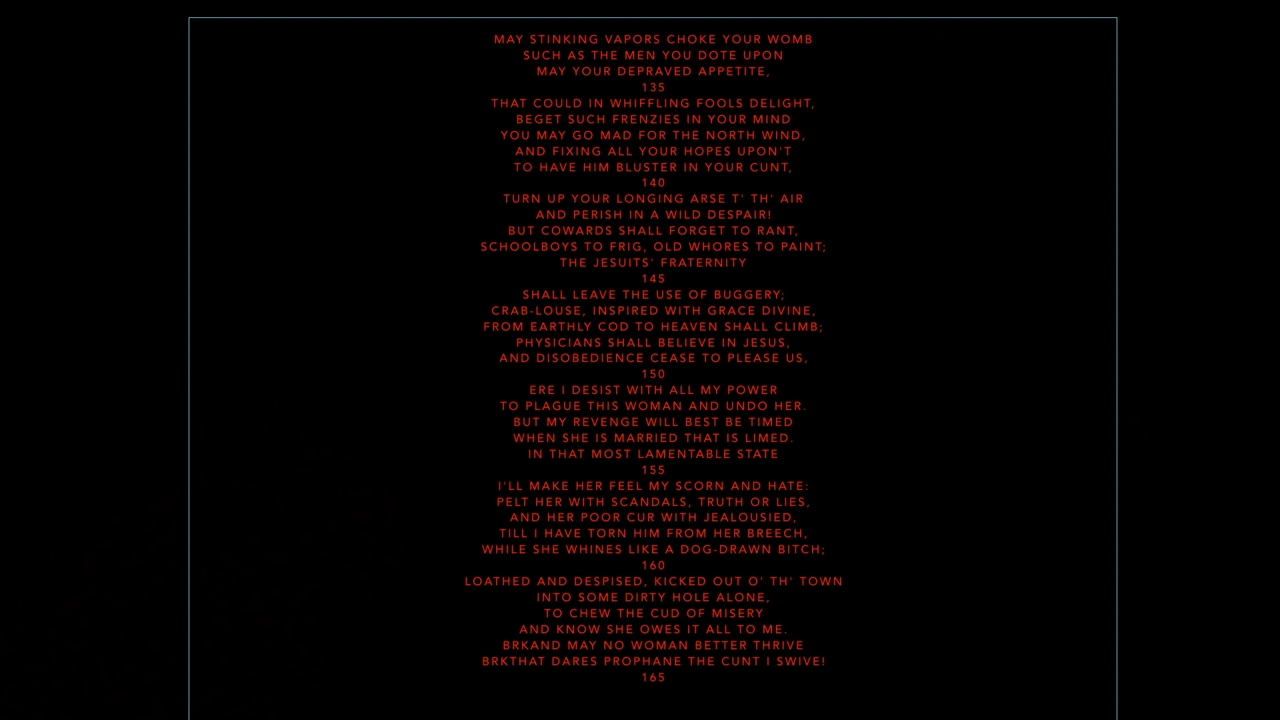 MAY STINKING VAPORS CHOKE YOUR WOMB
SUCH AS THE MEN YOU DOTE UPON
MAY YOUR DEPRAVED APPETITE,
135
THAT COULD IN WHIFFLING FOOLS DELIGHT,
BEGET SUCH FRENZIES IN YOUR MIND
YOU MAY GO MAD FOR THE NORTH WIND,
AND FIXING ALL YOUR HOPES UPON'T
TO HAVE HIM BLUSTER IN YOUR CUNT,
140
TURN UP YOUR LONGING ARSE T' TH' AIR
AND PERISH IN A WILD DESPAIR!
BUT COWARDS SHALL FORGET TO RANT,
SCHOOLBOYS TO FRIG, OLD WHORES TO PAINT;
THE JESUITS' FRATERNITY
145
SHALL LEAVE THE USE OF BUGGERY;
CRAB-LOUSE, INSPIRED WITH GRACE DIVINE,
FROM EARTHLY COD TO HEAVEN SHALL CLIMB;
PHYSICIANS SHALL BELIEVE IN JESUS,
AND DISOBEDIENCE CEASE TO PLEASE US,
150
ERE I DESIST WITH ALL MY POWER
TO PLAGUE THIS WOMAN AND UNDO HER.
BUT MY REVENGE WILL BEST BE TIMED
WHEN SHE IS MARRIED THAT IS LIMED.
IN THAT MOST LAMENTABLE STATE
155
I'LL MAKE HER FEEL MY SCORN AND HATE:
PELT HER WITH SCANDALS, TRUTH OR LIES,
AND HER POOR CUR WITH JEALOUSIED,
TILL I HAVE TORN HIM FROM HER BREECH,
WHILE SHE WHINES LIKE A DOG-DRAWN BITCH;
160
LOATHED AND DESPISED, KICKED OUT O' TH' TOWN
INTO SOME DIRTY HOLE ALONE,
TO CHEW THE CUD OF MISERY
AND KNOW SHE OWES IT ALL TO ME.
BRKAND MAY NO WOMAN BETTER THRIVE
BRKTHAT DARES PROPHANE THE CUNT I SWIVE!
165